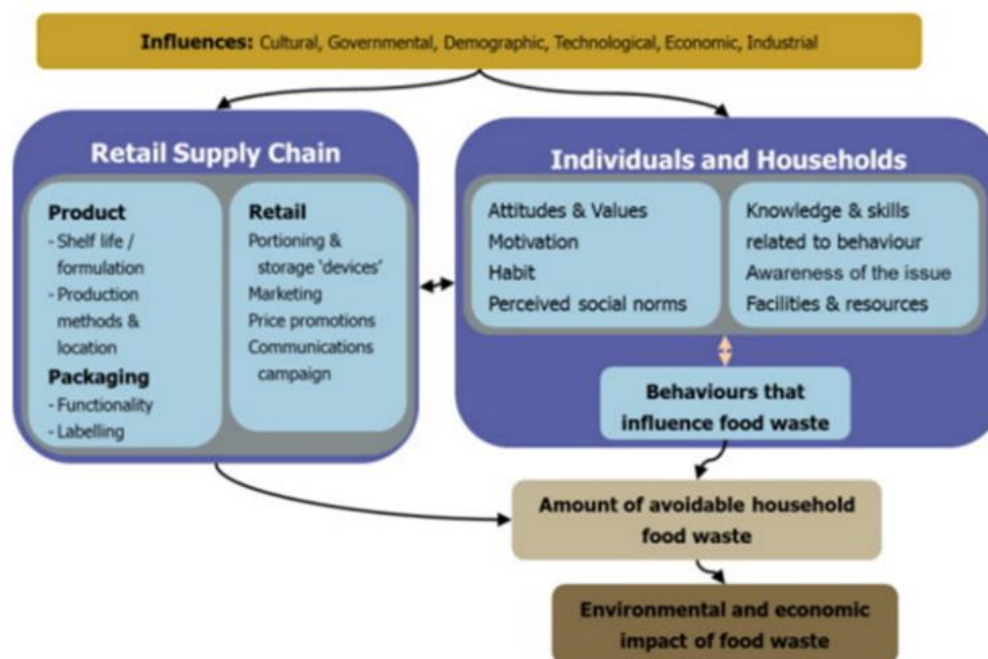 Influences: Cultural, Governmental, Demographic, Technological, Economic, Industrial
Retail Supply Chain
Product
- Shelf life /
formulation
- Production
methods &
location
Packaging
- Functionality
- Labelling
Retail
Portioning &
storage 'devices'
Marketing
Price promotions
Communications
campaign
Individuals and Households
Attitudes & Values
Motivation
Habit
Perceived social norms
Knowledge & skills
related to behaviour
Awareness of the issue
Facilities & resources
Behaviours that
influence food waste
Amount of avoidable household
food waste
Environmental and economic
impact of food waste